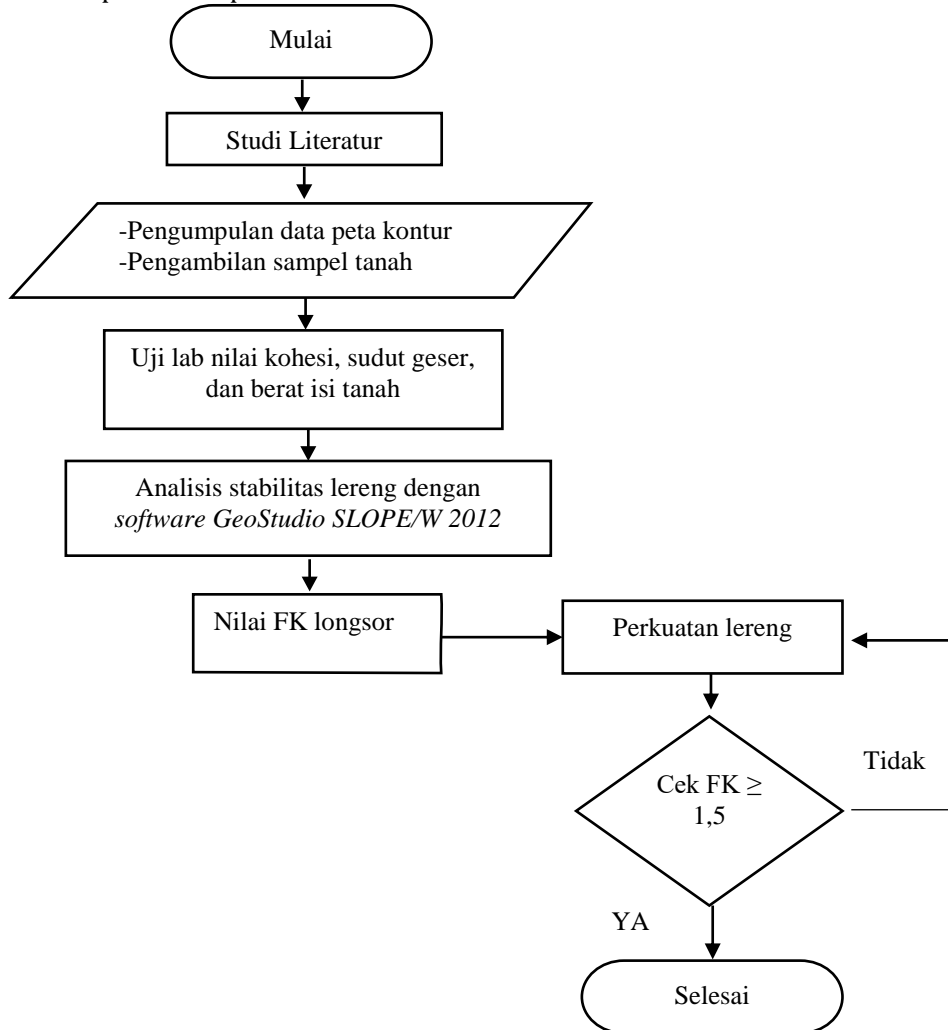 Mulai
Studi Literatur
-Pengumpulan data peta kontur
-Pengambilan sampel tanah
Uji lab nilai kohesi, sudut geser,
dan berat isi tanah
Analisis stabilitas lereng dengan
software GeoStudio SLOPE/W 2012
Nilai FK longsor
Perkuatan lereng
Cek FK ≥
1,5
Tidak
YA
Selesai